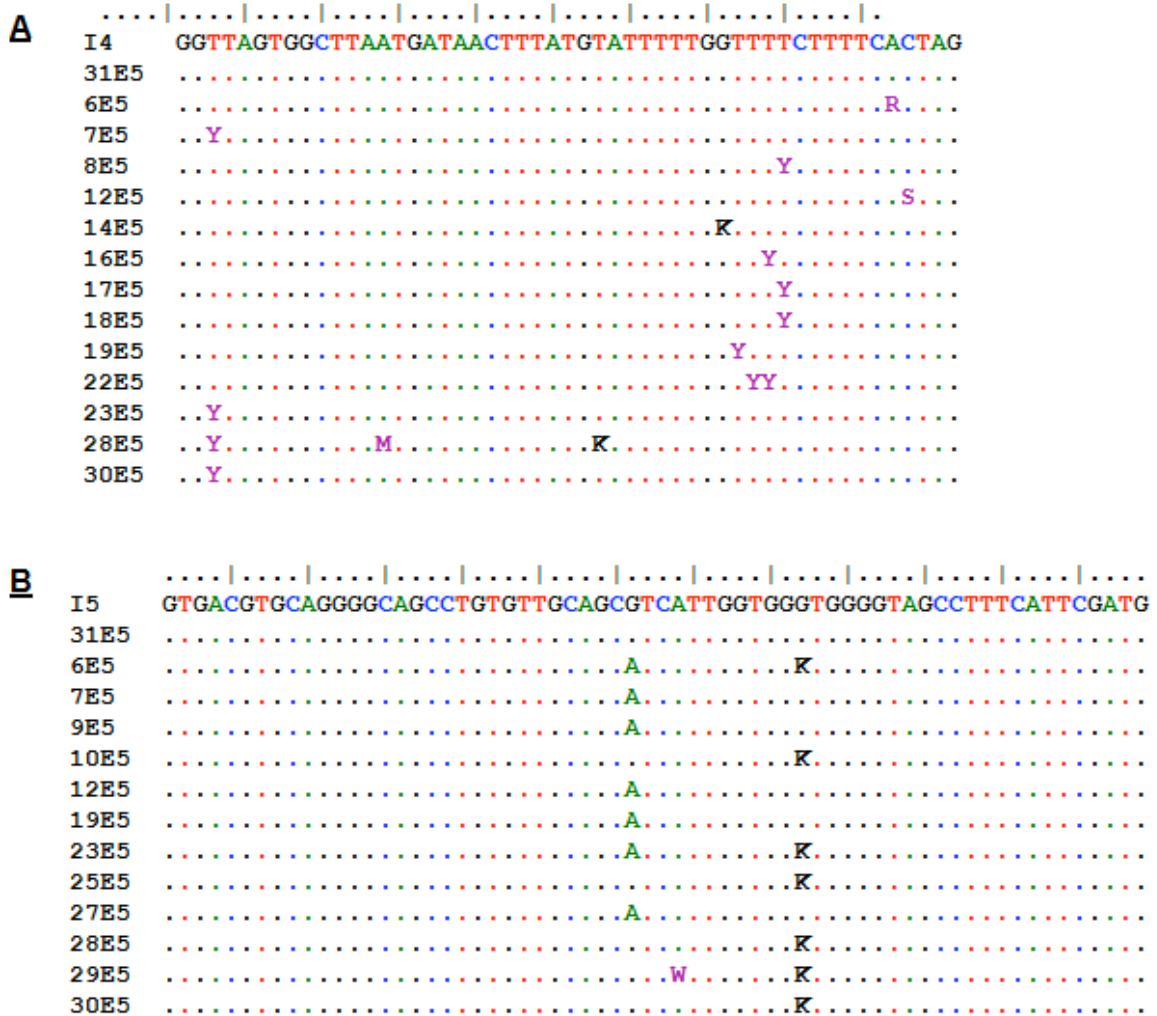 A
....|....|....|....|....|....|....|....|....|....|.
I4 GGTTAGTGGCTTAATGATAACTTTATGTATTTTTGGTTTTCTTTTCACTAG
31E5 ...................................................
6E5 ..............................................R....
7E5 ..Y................................................
8E5 .......................................Y...........
12E5 ...............................................S...
14E5 ...................................K...............
16E5 ......................................Y............
17E5 .......................................Y...........
18E5 .......................................Y...........
19E5 ....................................Y..............
22E5 .....................................YY............
23E5 ..Y................................................
28E5 ..Y..........M.............K.......................
30E5 ..Y................................................
B
....|....|....|....|....|....|....|....|....|....|....|....|....
I5 GTGACGTGCAGGGGCAGCCTGTGTTGCAGCGTCATTGGTGGGTGGGGTAGCCTTTCATTCGATG
31E5 ................................................................
6E5 ..............................A..........K......................
7E5 ..............................A.................................
9E5 ..............................A.................................
10E5 .........................................K......................
12E5 ..............................A.................................
19E5 ..............................A.................................
23E5 ..............................A..........K......................
25E5 .........................................K......................
27E5 ..............................A.................................
28E5 .........................................K......................
29E5 .................................W.......K......................
30E5 .........................................K......................